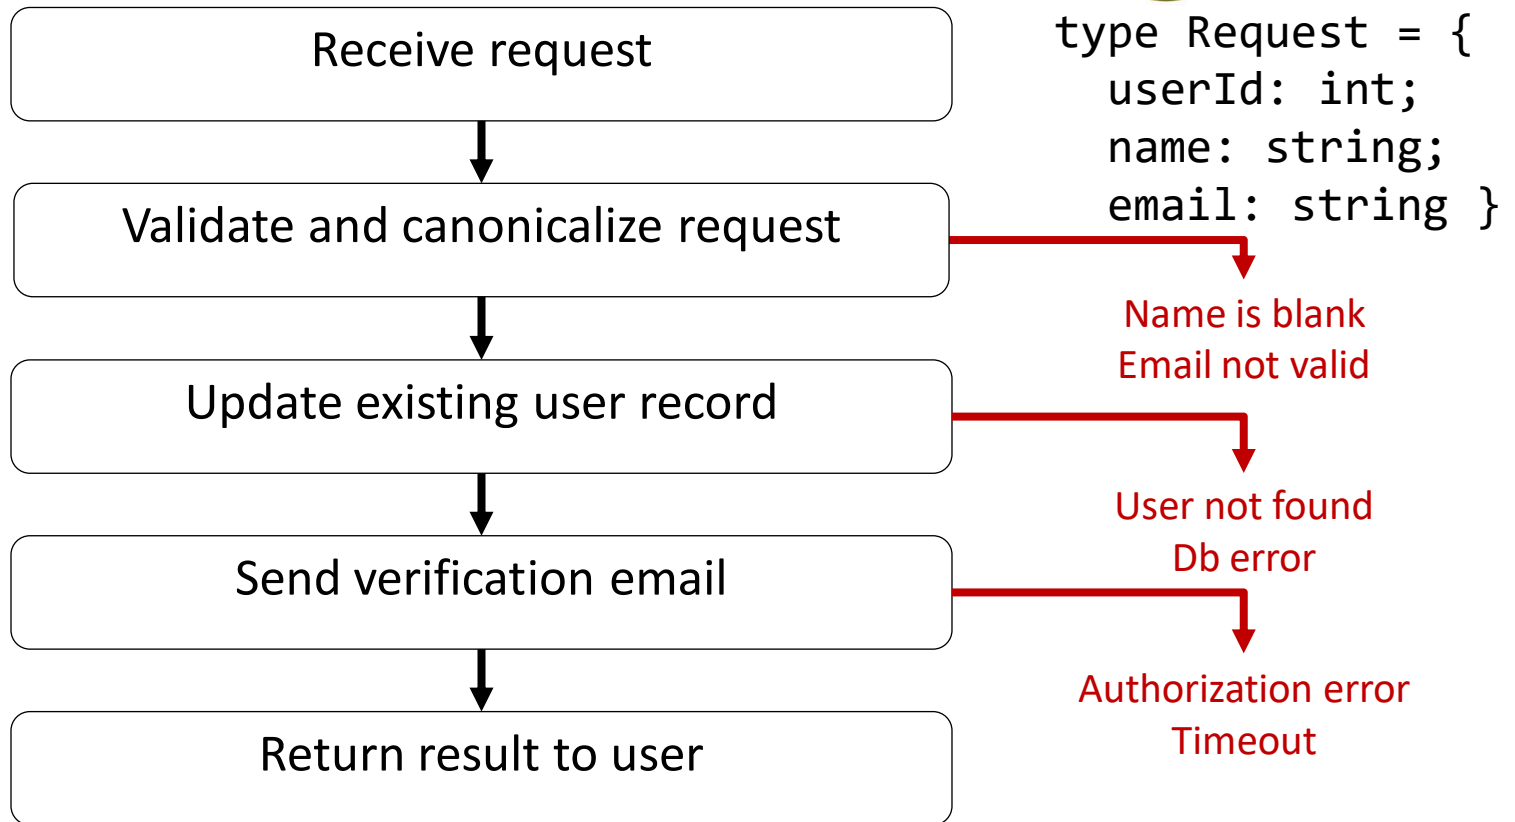 Receive request
type Request = {
userId: int;
name: string;
email: string }
Validate and canonicalize request
Name is blank
Email not valid
Update existing user record
User not found
Db error
Send verification email
Authorization error
Timeout
Return result to user